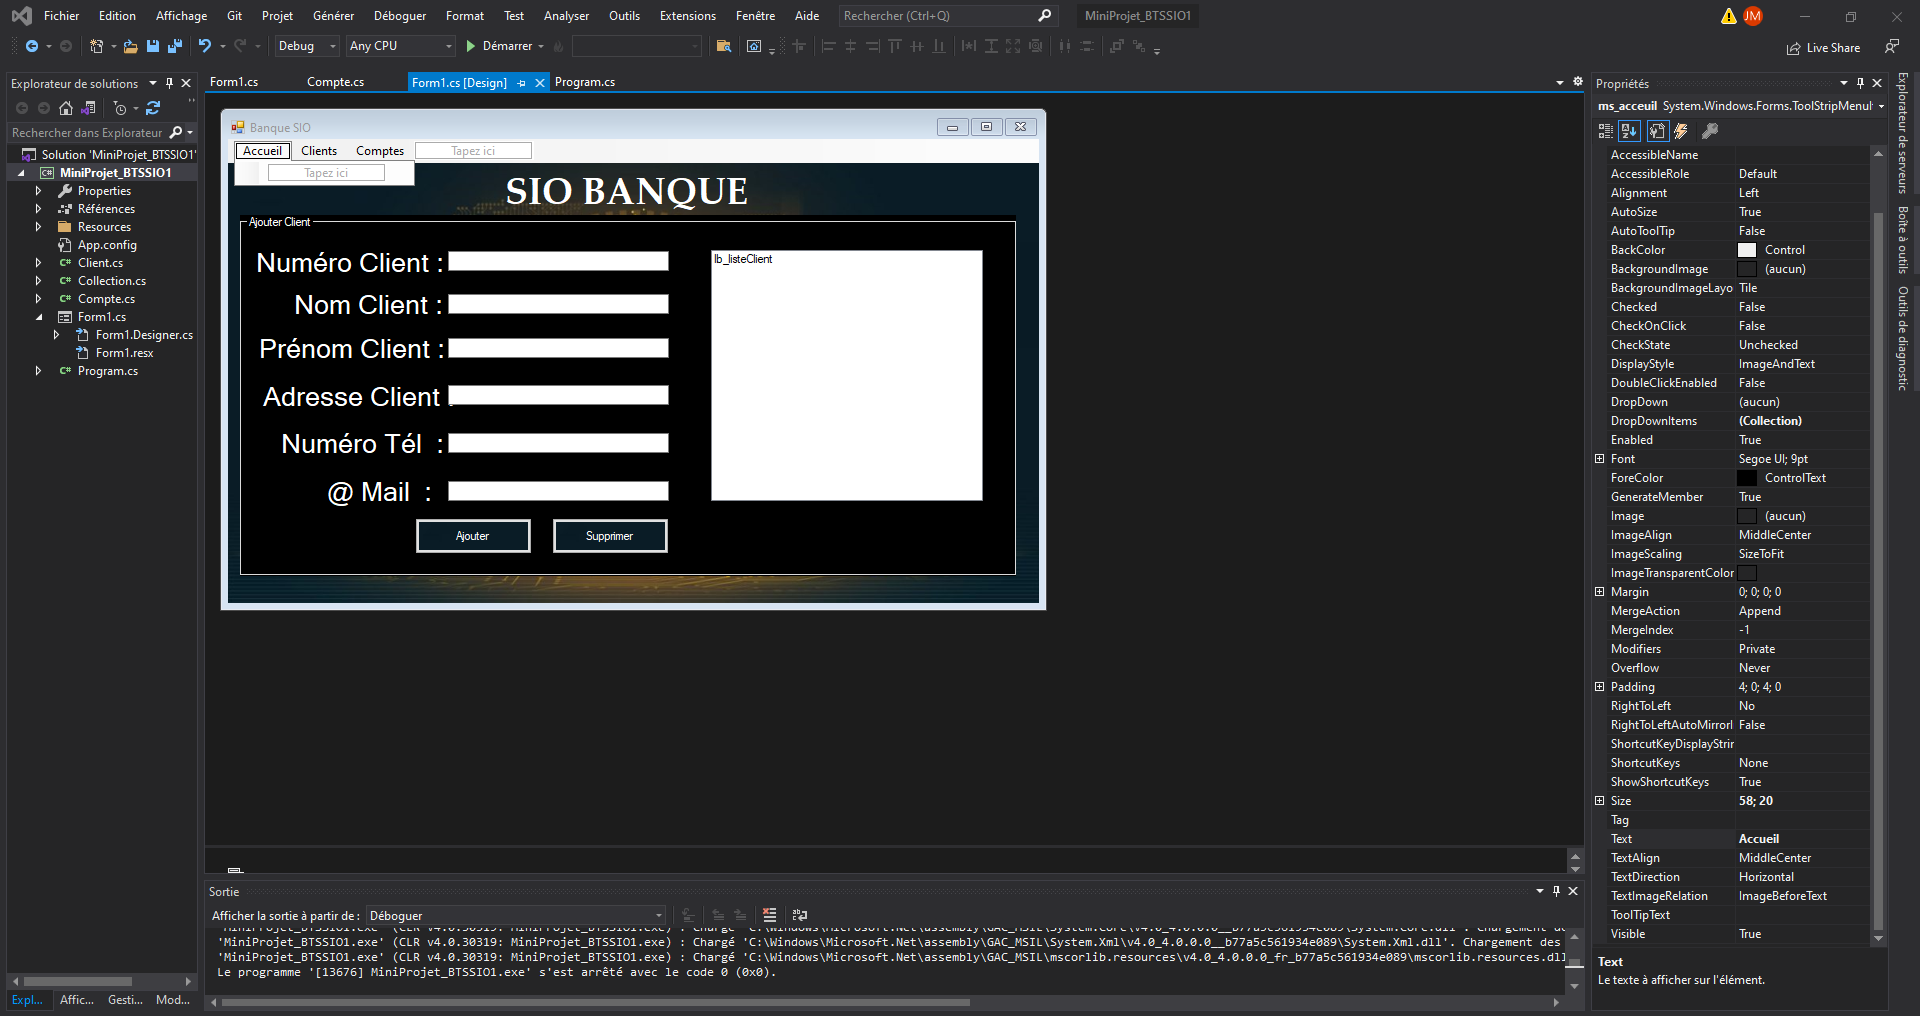 Fichier Edition Affichage Git Projet Générer Déboguer Format Test Analyser Outils Extensions Fenêtre Aide Rechercher (Ctrl+Q) MiniProjet_BTSSIO1 JM
Debug Any CPU Démarrer Live Share
Explorateur de solutions
Rechercher dans Explorateur
Solution 'MiniProjet_BTSSIO1'
MiniProjet_BTSSIO1
Properties
Références
Resources
App.config
Client.cs
Collection.cs
Compte.cs
Form1.cs
Form1.Designer.cs
Form1.resx
Program.cs
Expl... Affic... Gesti... Mod...
Form1.cs Compte.cs Form1.cs [Design] Program.cs
Banque SIO
Accueil Clients Comptes Tapez ici
Tapez ici
SIO BANQUE
Ajouter Client
Numéro Client :
Nom Client :
Prénom Client :
Adresse Client
Numéro Tél :
@ Mail :
lb_listeClient
Ajouter Supprimer
Sortie
Afficher la sortie à partir de : Déboguer
'MiniProjet_BTSSIO1.exe' (CLR v4.0.30319: MiniProjet_BTSSIO1.exe) : Chargé 'C:\Windows\Microsoft.Net\assembly\GAC_MSIL\System.Xml\v4.0_4.0.0.0__b77a5c561934e089\System.Xml.dll'. Chargement des
'MiniProjet_BTSSIO1.exe' (CLR v4.0.30319: MiniProjet_BTSSIO1.exe) : Chargé 'C:\Windows\Microsoft.Net\assembly\GAC_MSIL\mscorlib.resources\v4.0_4.0.0.0_fr_b77a5c561934e089\mscorlib.resources.dll
Le programme '[13676] MiniProjet_BTSSIO1.exe' s'est arrêté avec le code 0 (0x0).
Propriétés
ms_acceuil System.Windows.Forms.ToolStripMenuI
AccessibleName
AccessibleRole Default
Alignment Left
AutoSize True
AutoToolTip False
BackColor Control
BackgroundImage (aucun)
BackgroundImageLayo Tile
Checked False
CheckOnClick False
CheckState Unchecked
DisplayStyle ImageAndText
DoubleClickEnabled False
DropDown (aucun)
DropDownItems (Collection)
Enabled True
Font Segoe UI; 9pt
ForeColor ControlText
GenerateMember True
Image (aucun)
ImageAlign MiddleCenter
ImageScaling SizeToFit
ImageTransparentColor
Margin 0; 0; 0; 0
MergeAction Append
MergeIndex -1
Modifiers Private
Overflow Never
Padding 4; 0; 4; 0
RightToLeft No
RightToLeftAutoMirrorI False
ShortcutKeyDisplayStrir
ShortcutKeys None
ShowShortcutKeys True
Size 58; 20
Tag
Text Accueil
TextAlign MiddleCenter
TextDirection Horizontal
TextImageRelation ImageBeforeText
ToolTipText
Visible True
Text
Le texte à afficher sur l'élément.
Explorateur de serveurs
Boîte à outils
Outils de diagnostic